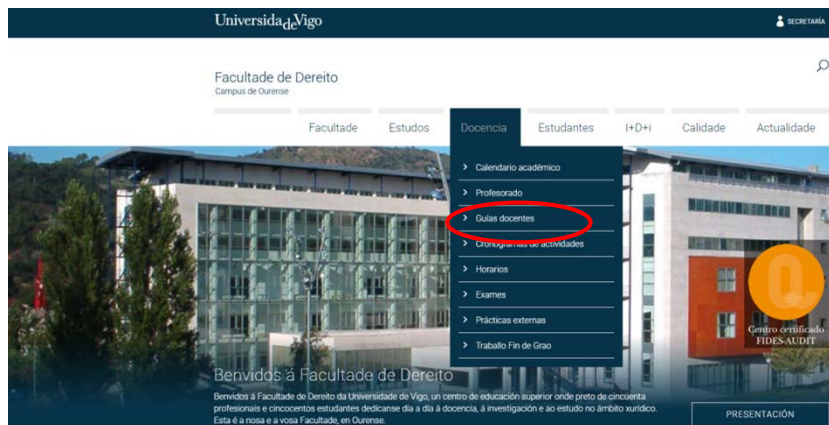 UniversidadeVigo
SECRETARÍA
Facultade de Dereito
Campus de Ourense
Facultade Estudos Docencia Estudantes I+D+i Calidade Actualidade
Calendario académico
Profesorado
Guías docentes
Cronogramas de actividades
Horarios
Exames
Prácticas externas
Traballo Fin de Grao
Q
Centro certificado
FIDES-AUDIT
Benvidos á Facultade de Dereito
Benvidos á Facultade de Dereito da Universidade de Vigo, un centro de educación superior onde preto de cincuenta
profesionais e cincocentos estudantes dedícanse día a día á docencia, á investigación e ao estudo no ámbito xurídico.
Esta é a nosa e a vosa Facultade, en Ourense.
PRESENTACIÓN